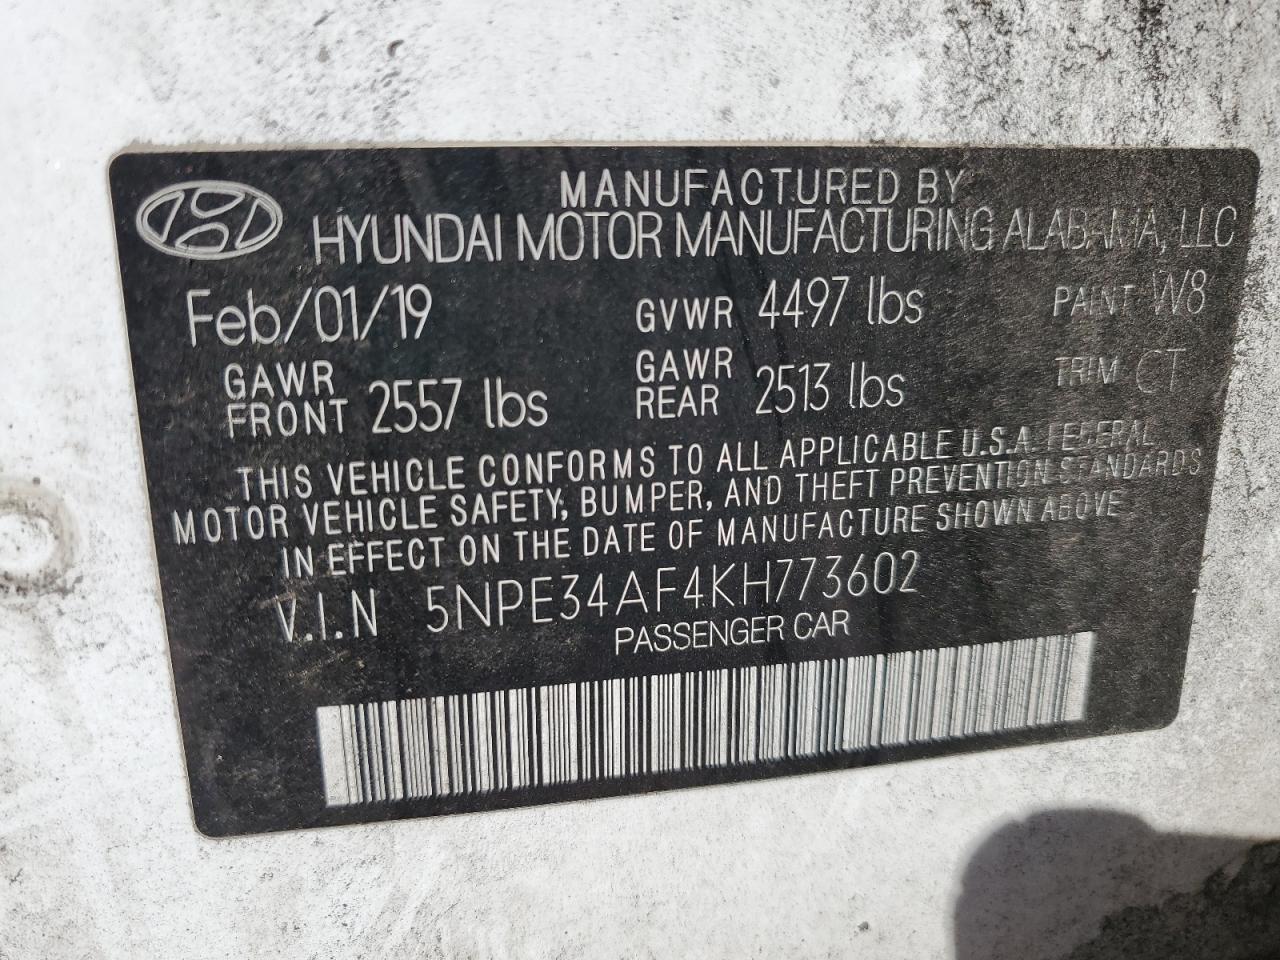 MANUFACTURED BY
HYUNDAI MOTOR MANUFACTURING ALABAMA, LLC
Feb/01/19 GVWR 4497 lbs PAINT W8
GAWR FRONT 2557 lbs GAWR REAR 2513 lbs TRIM CT
THIS VEHICLE CONFORMS TO ALL APPLICABLE U.S.A. FEDERAL
MOTOR VEHICLE SAFETY, BUMPER, AND THEFT PREVENTION STANDARDS
IN EFFECT ON THE DATE OF MANUFACTURE SHOWN ABOVE
V.I.N 5NPE34AF4KH773602
PASSENGER CAR